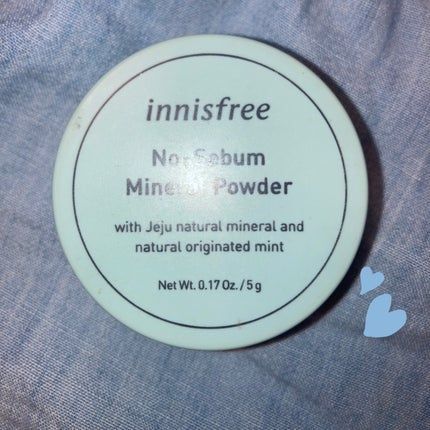 innisfree
No-Sebum
Mineral Powder
with Jeju natural mineral and
natural originated mint
Net Wt. 0.17 Oz. / 5 g